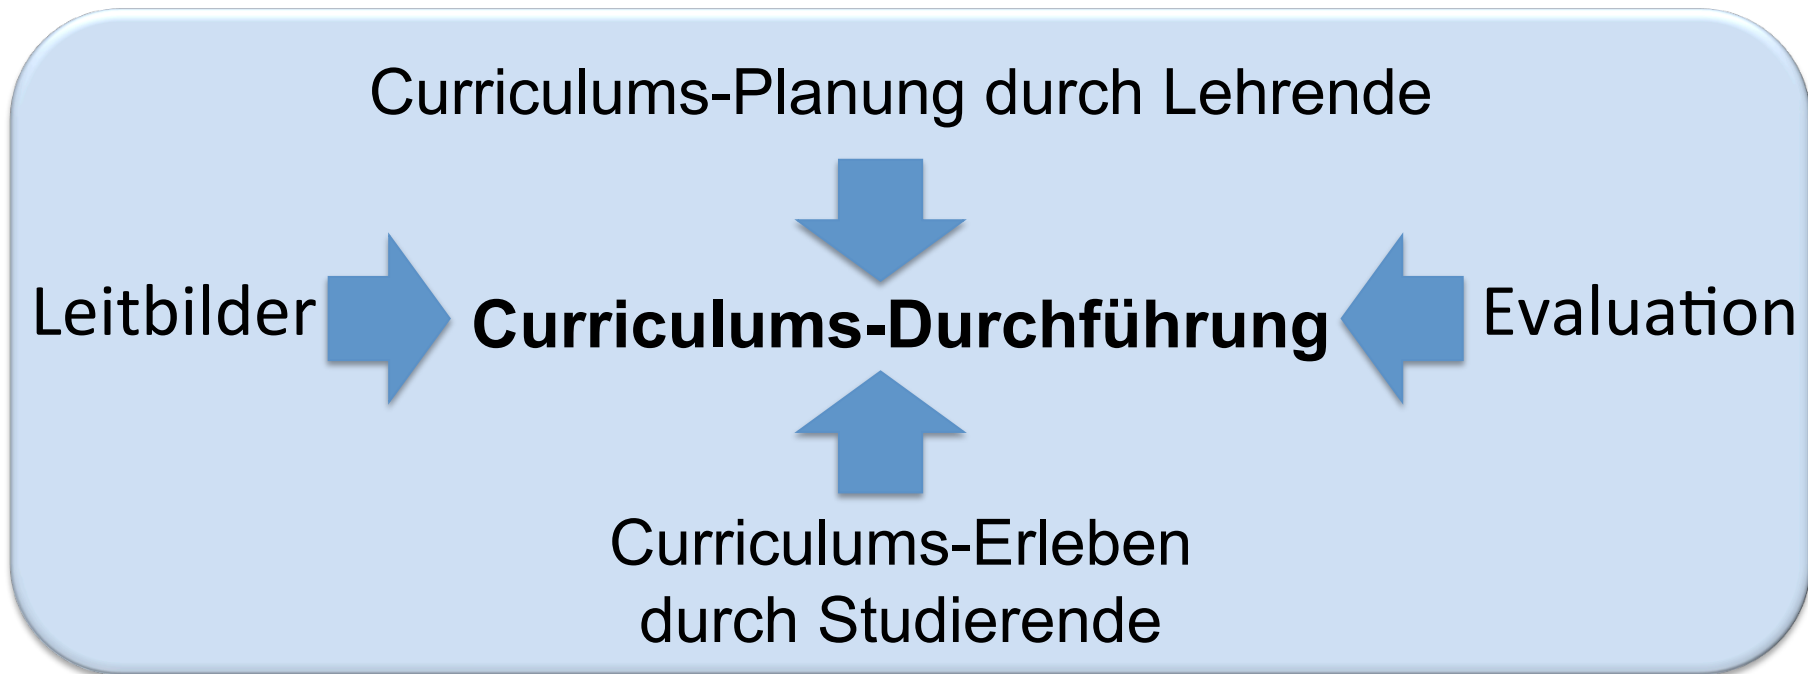 Curriculums-Planung durch Lehrende
Leitbilder
Curriculums-Durchführung
Evaluation
Curriculums-Erleben
durch Studierende